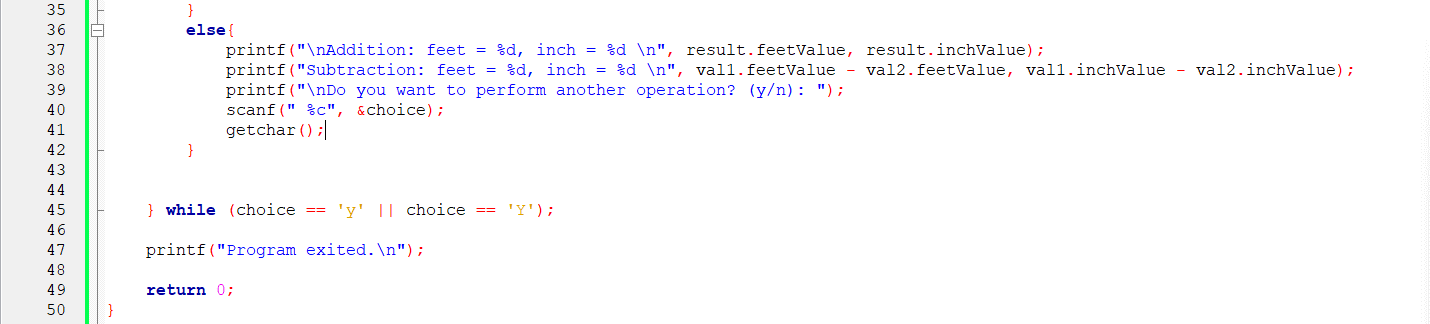 35 }
36 else{
37 printf("\nAddition: feet = %d, inch = %d \n", result.feetValue, result.inchValue);
38 printf("Subtraction: feet = %d, inch = %d \n", val1.feetValue - val2.feetValue, val1.inchValue - val2.inchValue);
39 printf("\nDo you want to perform another operation? (y/n): ");
40 scanf(" %c", &choice);
41 getchar();
42 }
43
44
45 } while (choice == 'y' || choice == 'Y');
46
47 printf("Program exited.\n");
48
49 return 0;
50 }